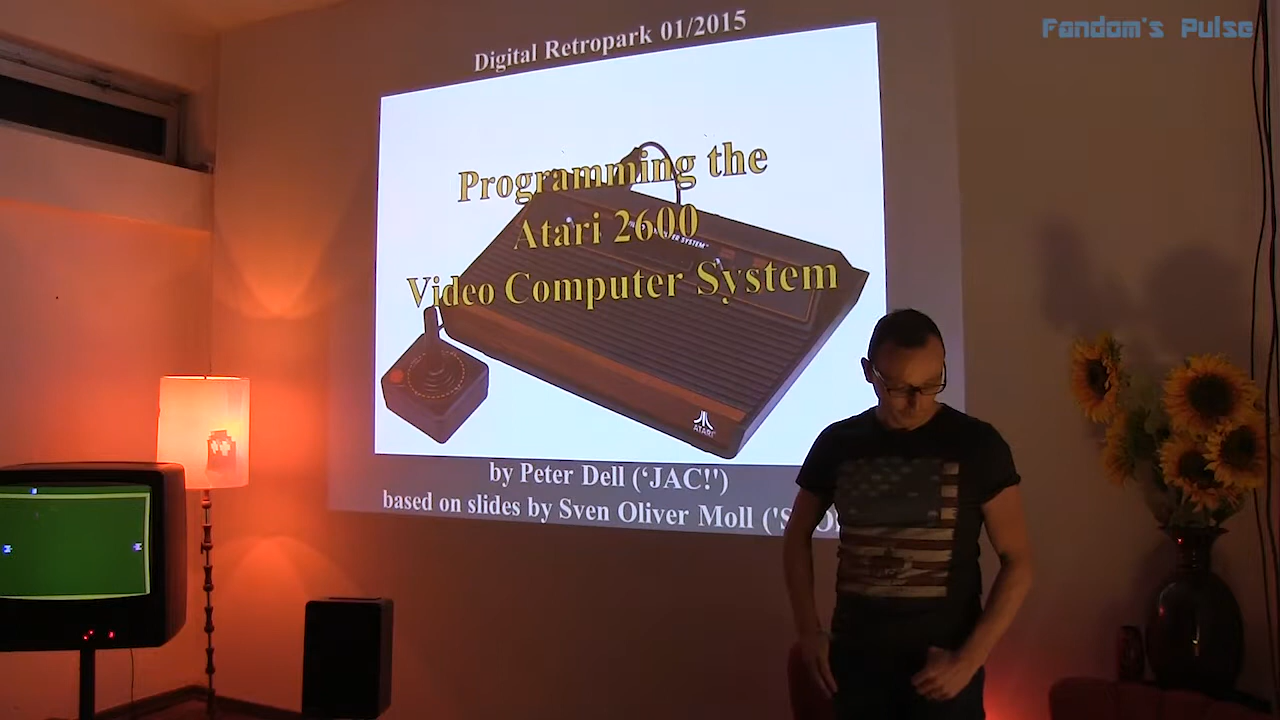 Fandom's Pulse
Digital Retropark 01/2015
Programming the
Atari 2600
Video Computer System
ATARI
by Peter Dell ('JAC!')
based on slides by Sven Oliver Moll ('S